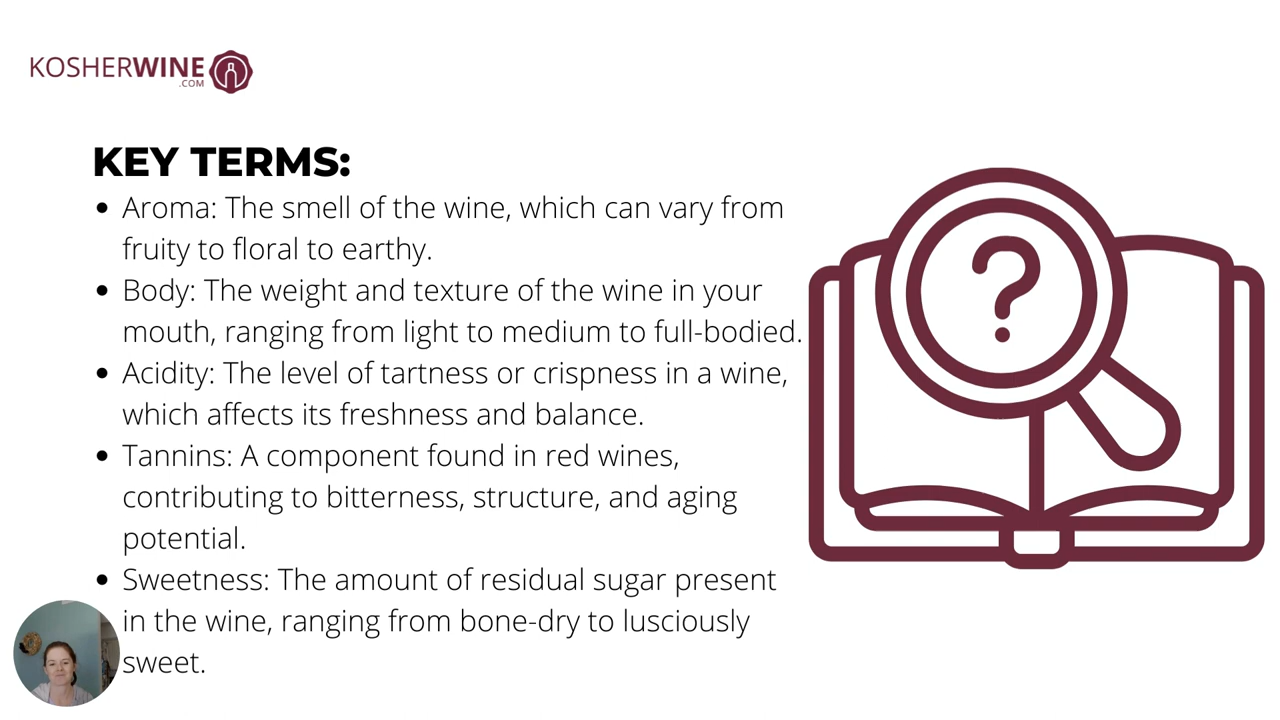 KOSHERWINE
.COM
KEY TERMS:
• Aroma: The smell of the wine, which can vary from
fruity to floral to earthy.
• Body: The weight and texture of the wine in your
mouth, ranging from light to medium to full-bodied.
• Acidity: The level of tartness or crispness in a wine,
which affects its freshness and balance.
• Tannins: A component found in red wines,
contributing to bitterness, structure, and aging
potential.
• Sweetness: The amount of residual sugar present
in the wine, ranging from bone-dry to lusciously
sweet.
?